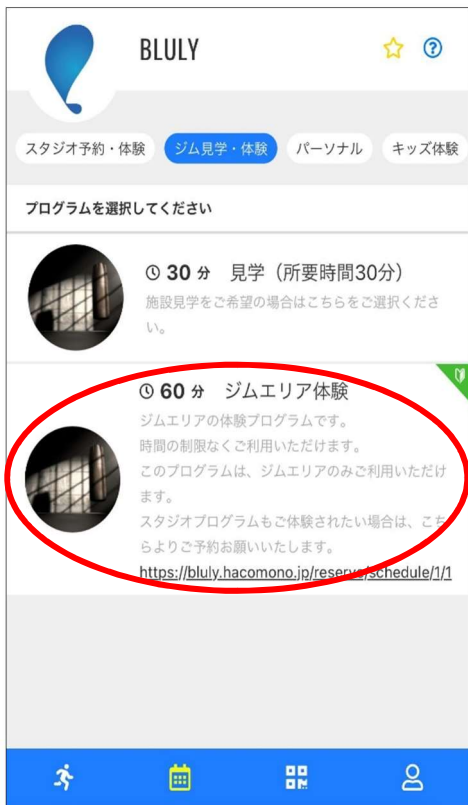 BLULY
スタジオ予約・体験 ジム見学・体験 パーソナル キッズ体験
プログラムを選択してください
30 分 見学（所要時間30分）
施設見学をご希望の場合はこちらをご選択くださ
い。
60 分 ジムエリア体験
ジムエリアの体験プログラムです。
時間の制限なくご利用いただけます。
このプログラムは、ジムエリアのみご利用いただけ
ます。
スタジオプログラムもご体験されたい場合は、こち
らよりご予約お願いいたします。
https://bluly.hacomono.jp/reserve/schedule/1/1